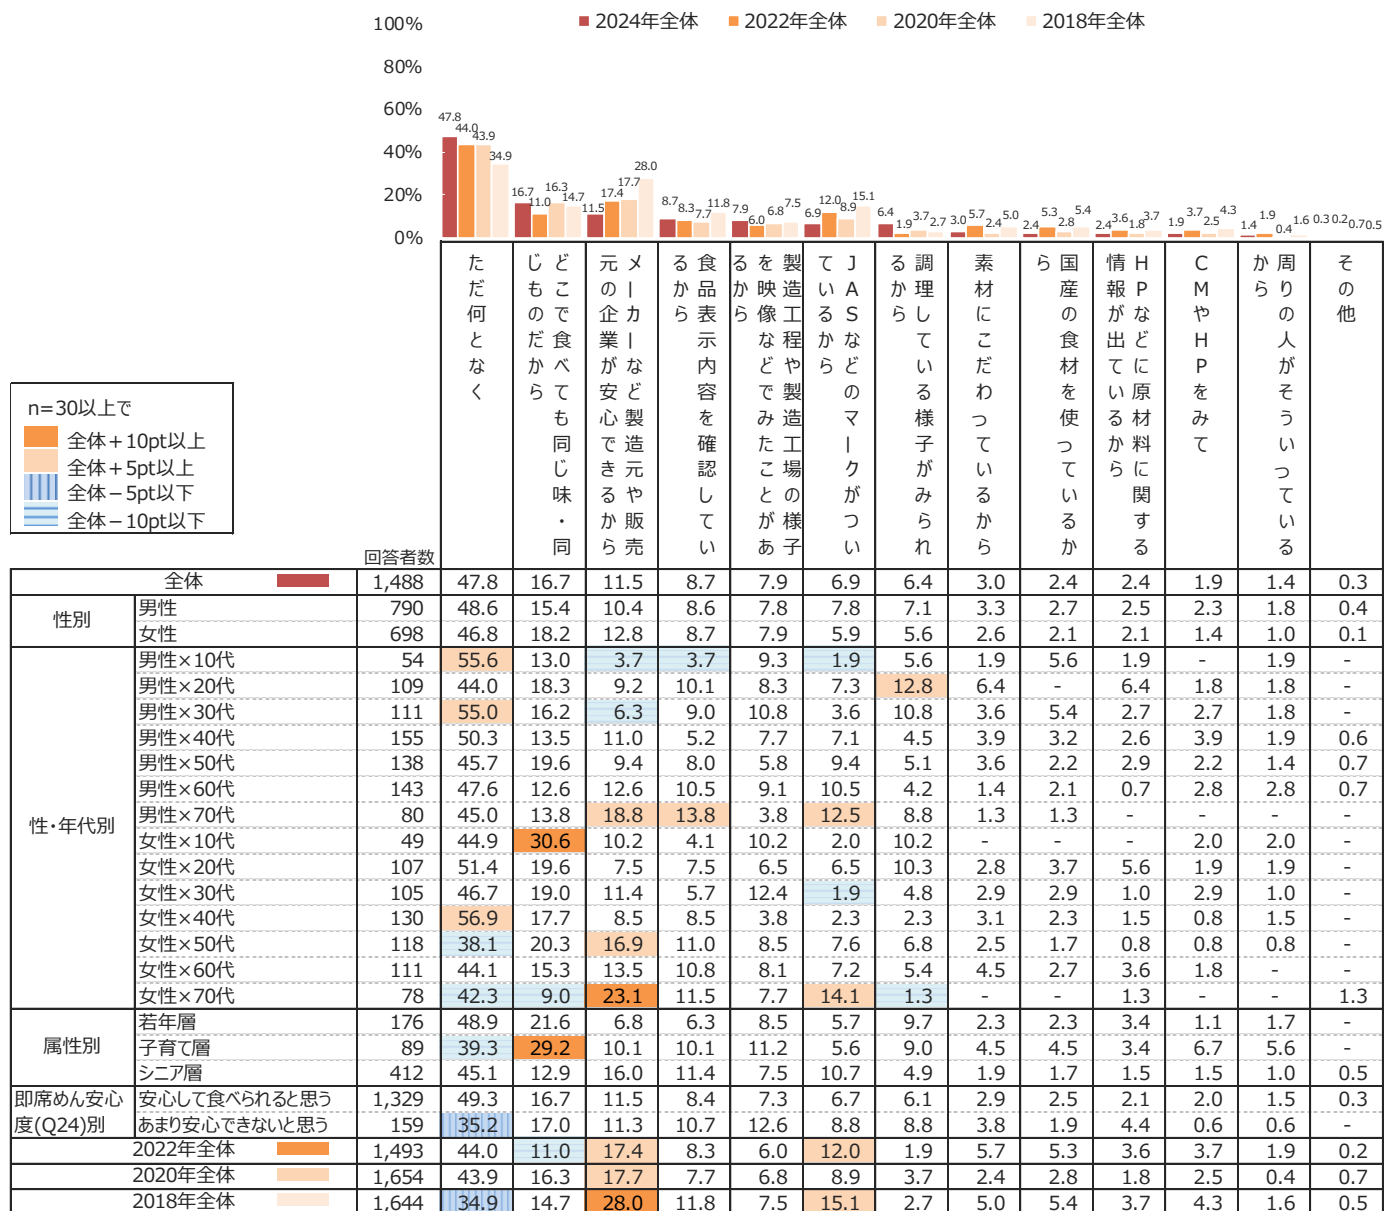 100%
80%
60%
40%
20%
0%
2024年全体 2022年全体 2020年全体 2018年全体
47.8 44.0 43.9 34.9
16.7 11.0 16.3 14.7
11.5 17.4 17.7 28.0
8.7 8.3 7.7 11.8
7.9 6.0 6.8 7.5
6.9 12.0 8.9 15.1
6.4 1.9 3.7 2.7
3.0 5.7 2.4 5.0
2.4 5.3 2.8 5.4
2.4 3.6 1.8 3.7
1.9 3.7 2.5 4.3
1.4 1.9 0.4 1.6
0.3 0.2 0.7 0.5
ただ何となく
どこで食べても同じ味・同
じものだから
メーカーなど製造元や販売
元の企業が安心できるから
食品表示内容を確認してい
るから
製造工程や製造工場の様子
を映像などでみたことがあ
るから
JASなどのマークがつい
ているから
調理している様子がみられ
るから
素材にこだわっているから
国産の食材を使っているか
ら
HPなどに原材料に関する
情報が出ているから
CMやHPをみて
周りの人がそういっている
から
その他
n=30以上で
全体+10pt以上
全体+5pt以上
全体-5pt以下
全体-10pt以下
回答者数
全体 1,488 47.8 16.7 11.5 8.7 7.9 6.9 6.4 3.0 2.4 2.4 1.9 1.4 0.3
性別
男性 790 48.6 15.4 10.4 8.6 7.8 7.8 7.1 3.3 2.7 2.5 2.3 1.8 0.4
女性 698 46.8 18.2 12.8 8.7 7.9 5.9 5.6 2.6 2.1 2.1 1.4 1.0 0.1
性・年代別
男性×10代 54 55.6 13.0 3.7 3.7 9.3 1.9 5.6 1.9 5.6 1.9 - 1.9 -
男性×20代 109 44.0 18.3 9.2 10.1 8.3 7.3 12.8 6.4 - 6.4 1.8 1.8 -
男性×30代 111 55.0 16.2 6.3 9.0 10.8 3.6 10.8 3.6 5.4 2.7 2.7 1.8 -
男性×40代 155 50.3 13.5 11.0 5.2 7.7 7.1 4.5 3.9 3.2 2.6 3.9 1.9 0.6
男性×50代 138 45.7 19.6 9.4 8.0 5.8 9.4 5.1 3.6 2.2 2.9 2.2 1.4 0.7
男性×60代 143 47.6 12.6 12.6 10.5 9.1 10.5 4.2 1.4 2.1 0.7 2.8 2.8 0.7
男性×70代 80 45.0 13.8 18.8 13.8 3.8 12.5 8.8 1.3 1.3 - - - -
女性×10代 49 44.9 30.6 10.2 4.1 10.2 2.0 10.2 - - - 2.0 2.0 -
女性×20代 107 51.4 19.6 7.5 7.5 6.5 6.5 10.3 2.8 3.7 5.6 1.9 1.9 -
女性×30代 105 46.7 19.0 11.4 5.7 12.4 1.9 4.8 2.9 2.9 1.0 2.9 1.0 -
女性×40代 130 56.9 17.7 8.5 8.5 3.8 2.3 2.3 3.1 2.3 1.5 0.8 1.5 -
女性×50代 118 38.1 20.3 16.9 11.0 8.5 7.6 6.8 2.5 1.7 0.8 0.8 0.8 -
女性×60代 111 44.1 15.3 13.5 10.8 8.1 7.2 5.4 4.5 2.7 3.6 1.8 - -
女性×70代 78 42.3 9.0 23.1 11.5 7.7 14.1 1.3 - - 1.3 - - 1.3
属性別
若年層 176 48.9 21.6 6.8 6.3 8.5 5.7 9.7 2.3 2.3 3.4 1.1 1.7 -
子育て層 89 39.3 29.2 10.1 10.1 11.2 5.6 9.0 4.5 4.5 3.4 6.7 5.6 -
シニア層 412 45.1 12.9 16.0 11.4 7.5 10.7 4.9 1.9 1.7 1.5 1.5 1.0 0.5
即席めん安心
度(Q24)別
安心して食べられると思う 1,329 49.3 16.7 11.5 8.4 7.3 6.7 6.1 2.9 2.5 2.1 2.0 1.5 0.3
あまり安心できないと思う 159 35.2 17.0 11.3 10.7 12.6 8.8 8.8 3.8 1.9 4.4 0.6 0.6 -
2022年全体 1,493 44.0 11.0 17.4 8.3 6.0 12.0 1.9 5.7 5.3 3.6 3.7 1.9 0.2
2020年全体 1,654 43.9 16.3 17.7 7.7 6.8 8.9 3.7 2.4 2.8 1.8 2.5 0.4 0.7
2018年全体 1,644 34.9 14.7 28.0 11.8 7.5 15.1 2.7 5.0 5.4 3.7 4.3 1.6 0.5